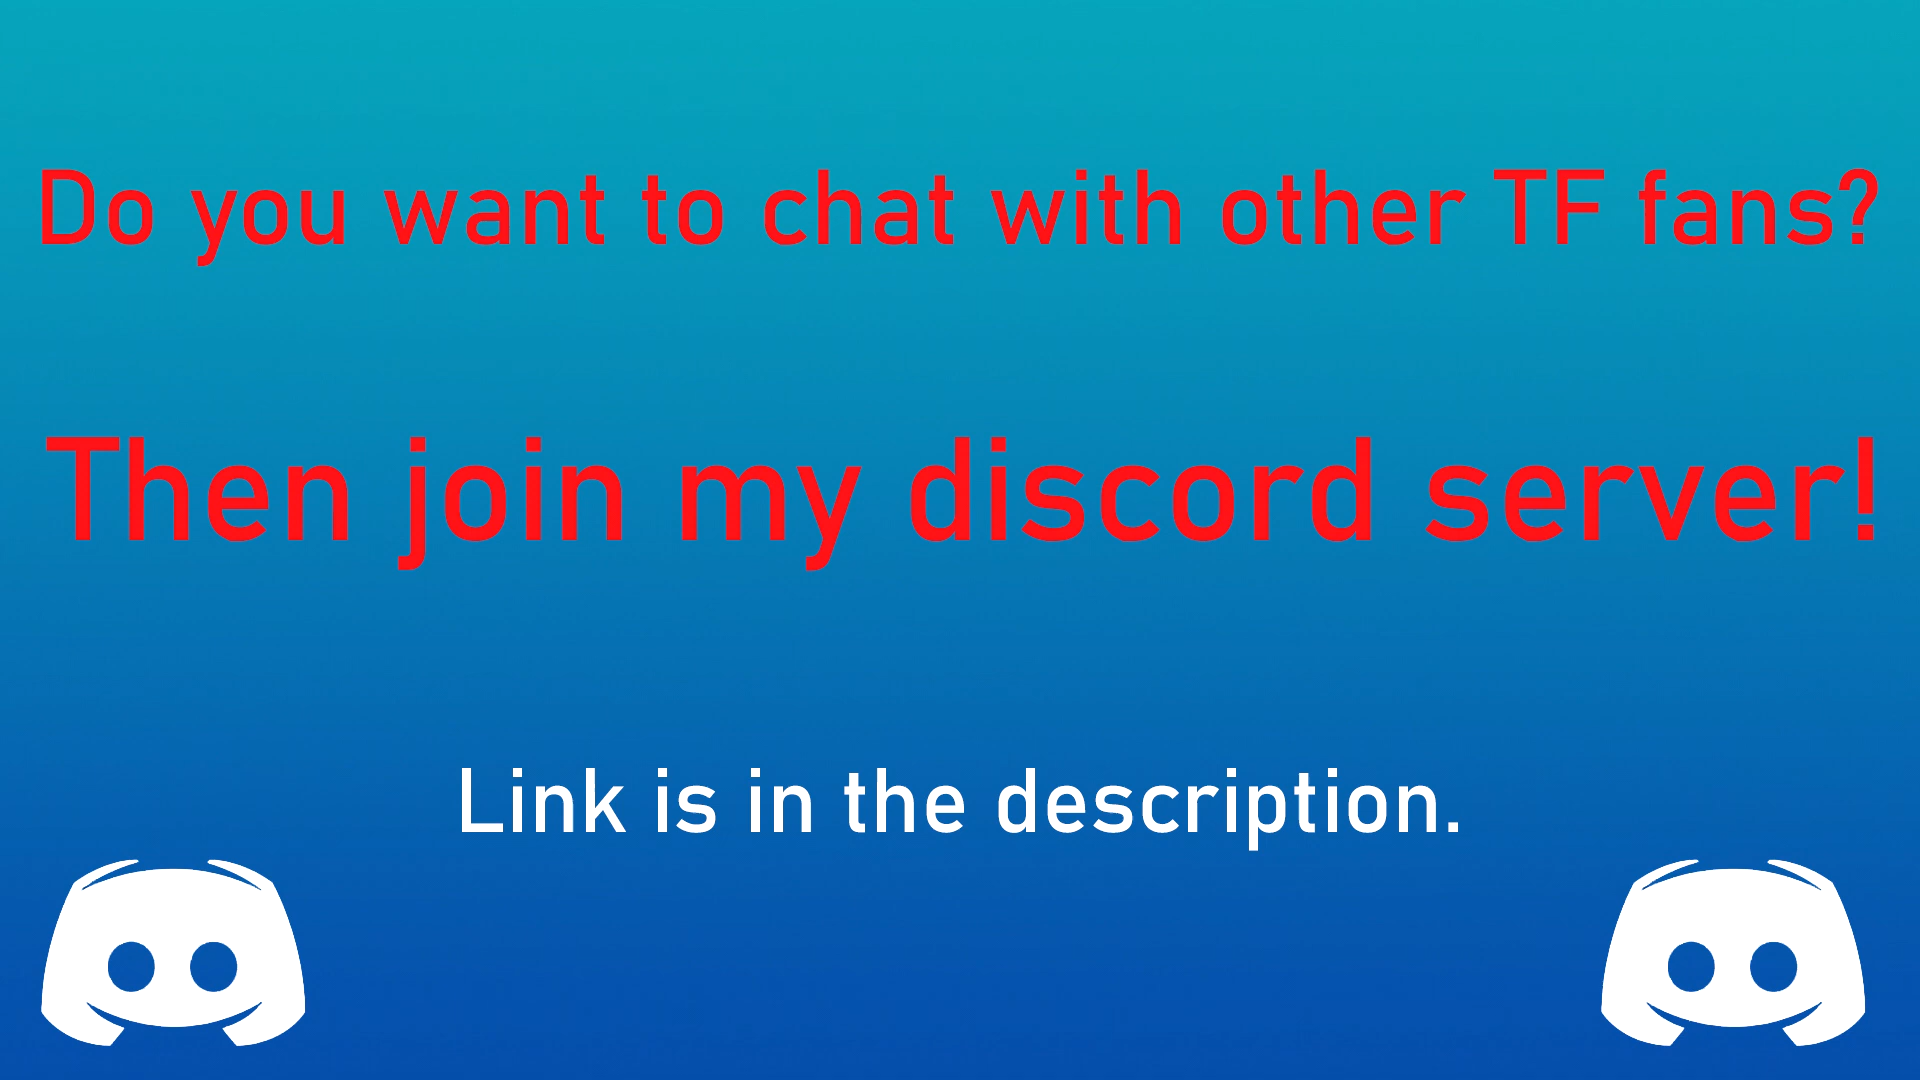 Do you want to chat with other TF fans?
Then join my discord server!
Link is in the description.